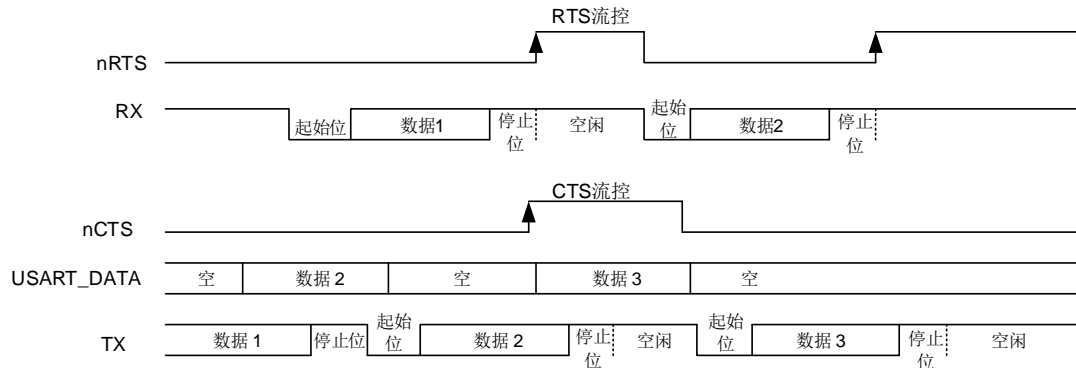 RTS流控
nRTS
RX
起始位
数据1
停止
位
空闲
起始
位
数据2
停止
位
CTS流控
nCTS
USART_DATA
空
数据 2
空
数据 3
空
TX
数据 1
停止位
起始
位
数据 2
停止
位
空闲
起始
位
数据 3
停止
位
空闲